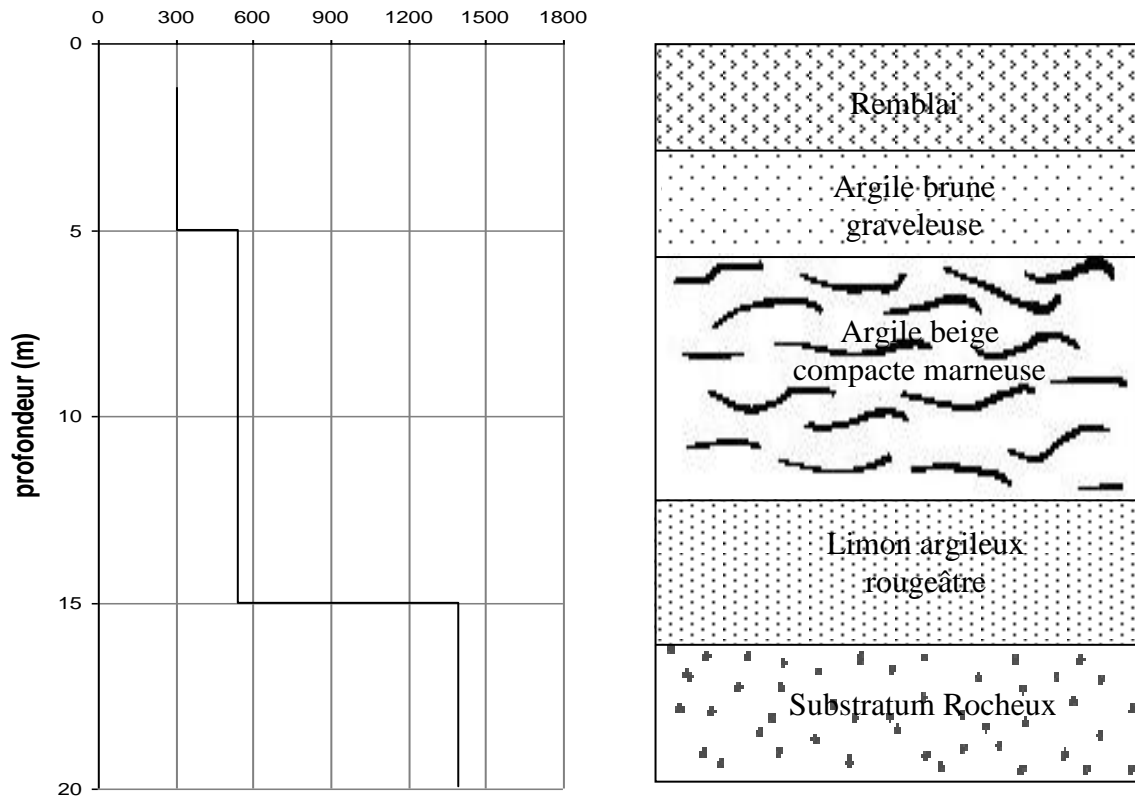 0 300 600 900 1200 1500 1800
0
5
10
15
20
profondeur (m)
Remblai
Argile brune
graveleuse
Argile beige
compacte marneuse
Limon argileux
rougeâtre
Substratum Rocheux